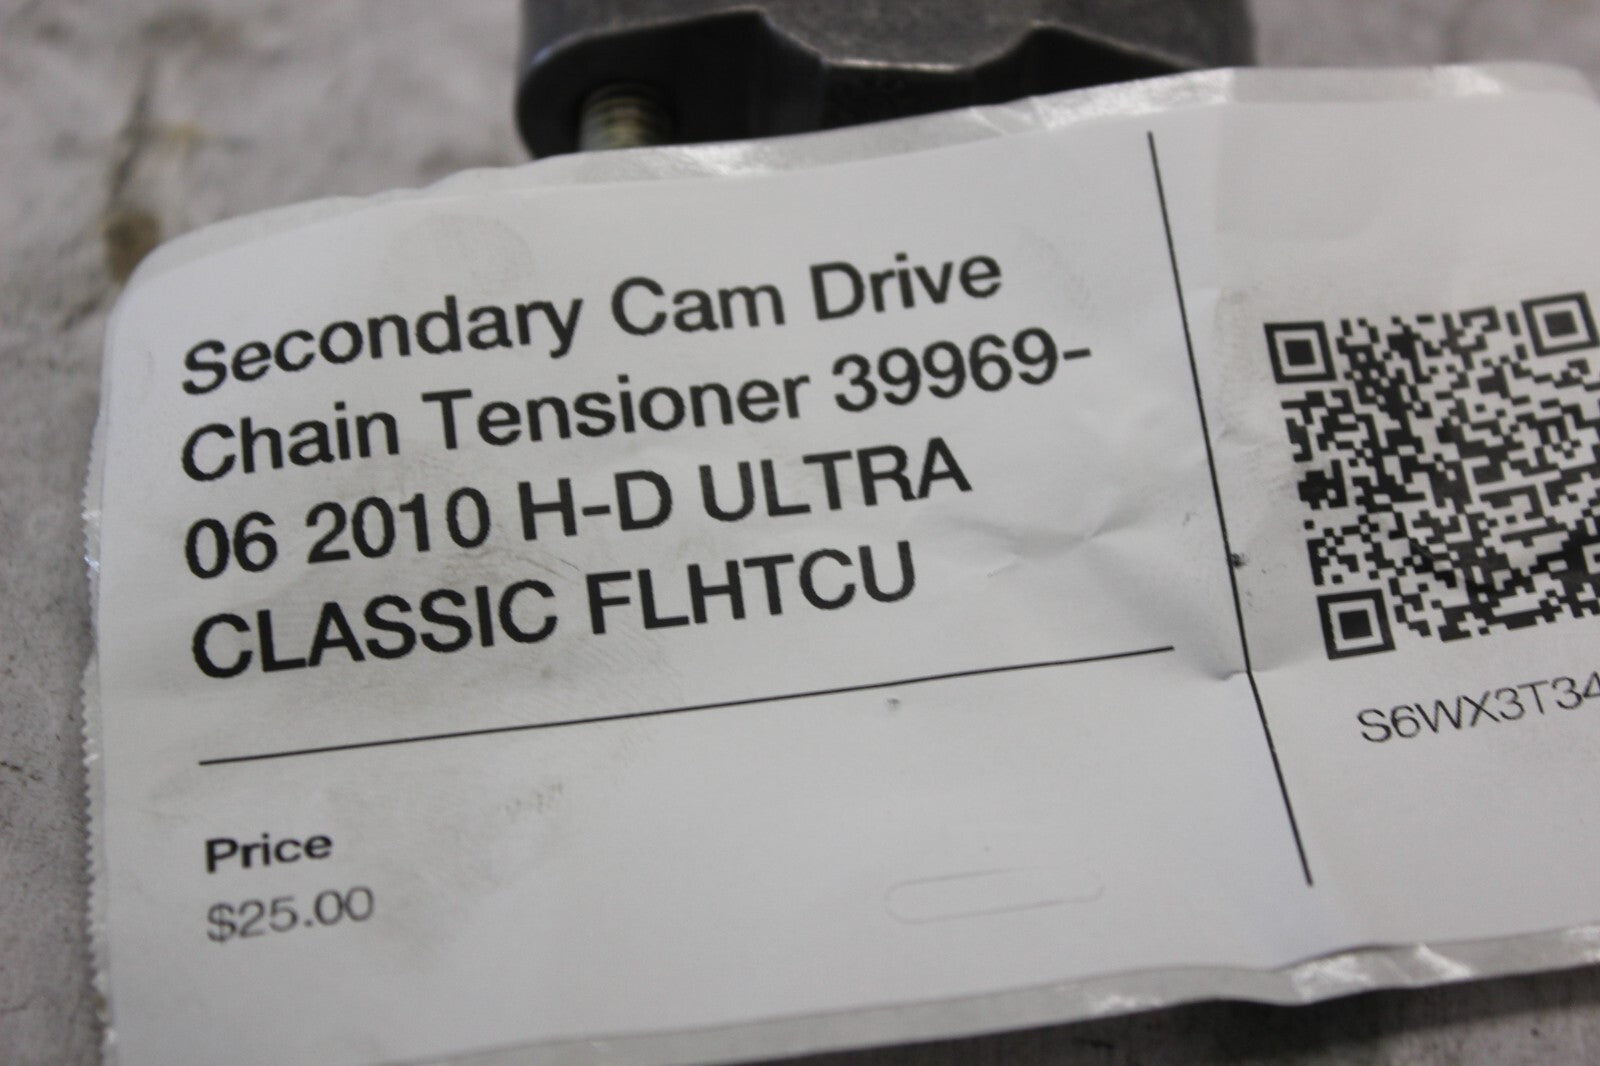 Secondary Cam Drive
Chain Tensioner 39969-
06 2010 H-D ULTRA
CLASSIC FLHTCU
Price
$25.00
S6WX3T34